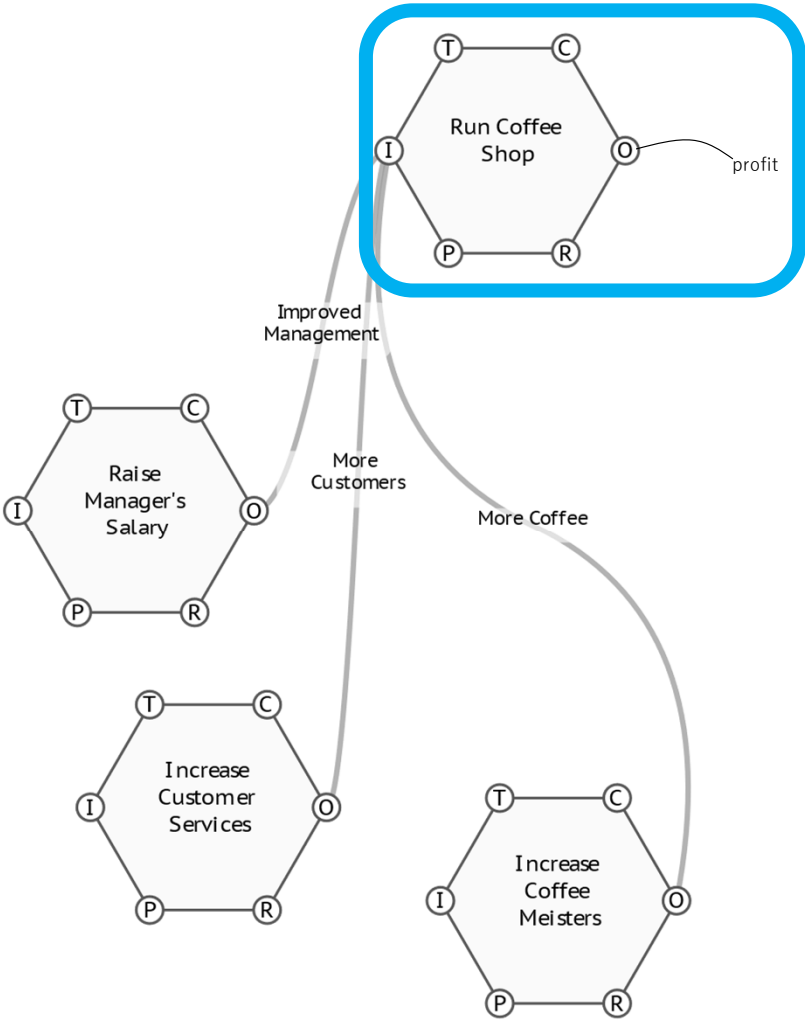 T C
Run Coffee
Shop
I O
profit
P R
Improved
Management
T C
Raise
Manager's
Salary
I O
P R
More
Customers
More Coffee
T C
Increase
Customer
Services
I O
P R
T C
Increase
Coffee
Meisters
I O
P R